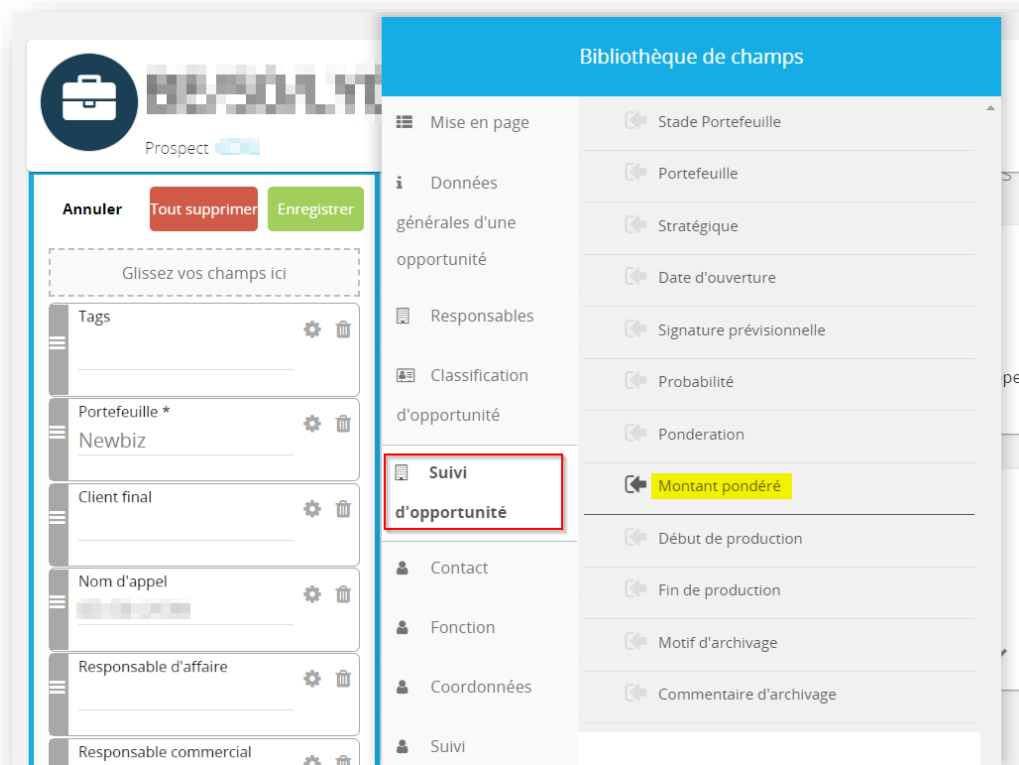 Bibliothèque de champs
Prospect
Annuler
Tout supprimer
Enregistrer
Glissez vos champs ici
Tags
Portefeuille *
Newbiz
Client final
Nom d'appel
Responsable d'affaire
Responsable commercial
Mise en page
Données
générales d'une
opportunité
Responsables
Classification
d'opportunité
Suivi
d'opportunité
Contact
Fonction
Coordonnées
Suivi
Stade Portefeuille
Portefeuille
Stratégique
Date d'ouverture
Signature prévisionnelle
Probabilité
Ponderation
Montant pondéré
Début de production
Fin de production
Motif d'archivage
Commentaire d'archivage